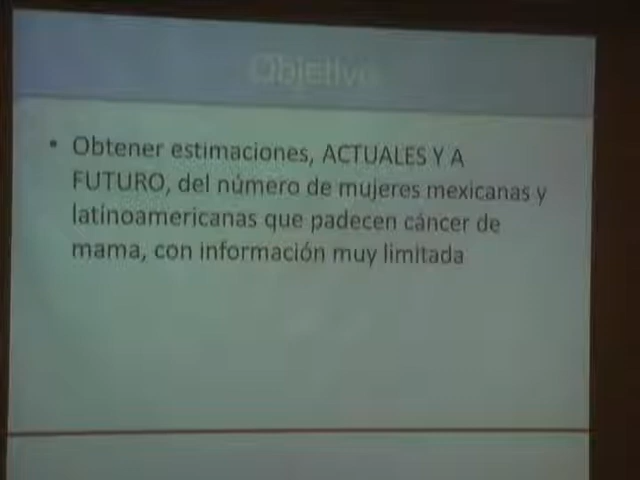 Objetivo
• Obtener estimaciones, ACTUALES Y A
FUTURO, del número de mujeres mexicanas y
latinoamericanas que padecen cáncer de
mama, con información muy limitada